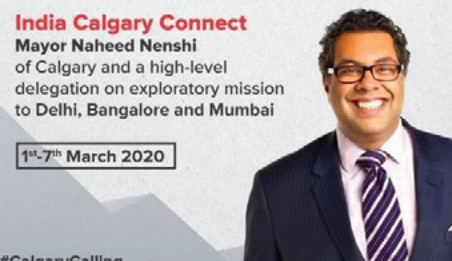 India Calgary Connect
Mayor Naheed Nenshi
of Calgary and a high-level
delegation on exploratory mission
to Delhi, Bangalore and Mumbai
1st-7th March 2020
#CalgaryCalling